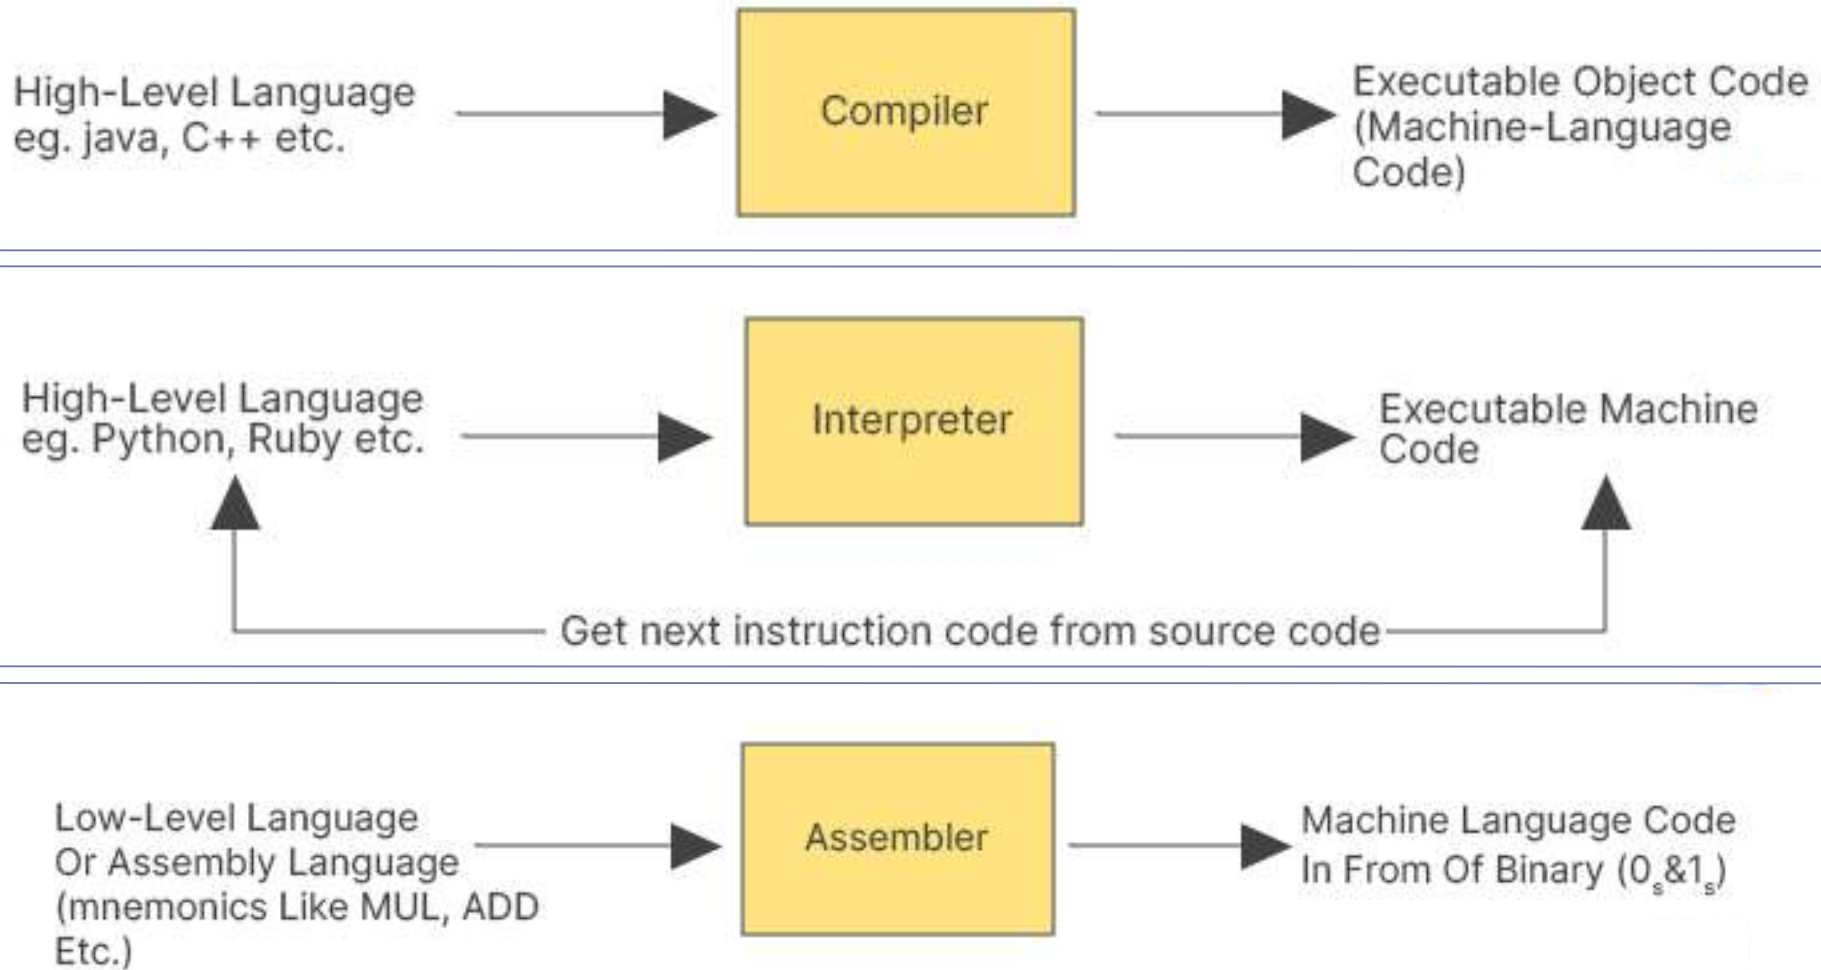 High-Level Language
eg. java, C++ etc.
Compiler
Executable Object Code
(Machine-Language
Code)
High-Level Language
eg. Python, Ruby etc.
Interpreter
Executable Machine
Code
Get next instruction code from source code
Low-Level Language
Or Assembly Language
(mnemonics Like MUL, ADD
Etc.)
Assembler
Machine Language Code
In From Of Binary (0s&1s)